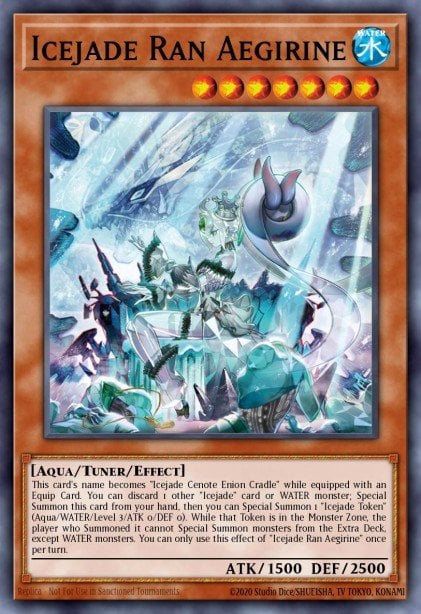 Icejade Ran Aegirine
WATER
水
[Aqua/Tuner/Effect]
This card's name becomes "Icejade Cenote Enion Cradle" while equipped with an
Equip Card. You can discard 1 other "Icejade" card or WATER monster; Special
Summon this card from your hand, then you can Special Summon 1 "Icejade Token"
(Aqua/WATER/Level 3/ATK 0/DEF 0). While that Token is in the Monster Zone, the
player who Summoned it cannot Special Summon monsters from the Extra Deck,
except WATER monsters. You can only use this effect of "Icejade Ran Aegirine" once
per turn.
ATK/1500 DEF/2500
Replica - Not For Use in Sanctioned Tournaments
©2020 Studio Dice/SHUEISHA, TV TOKYO, KONAMI